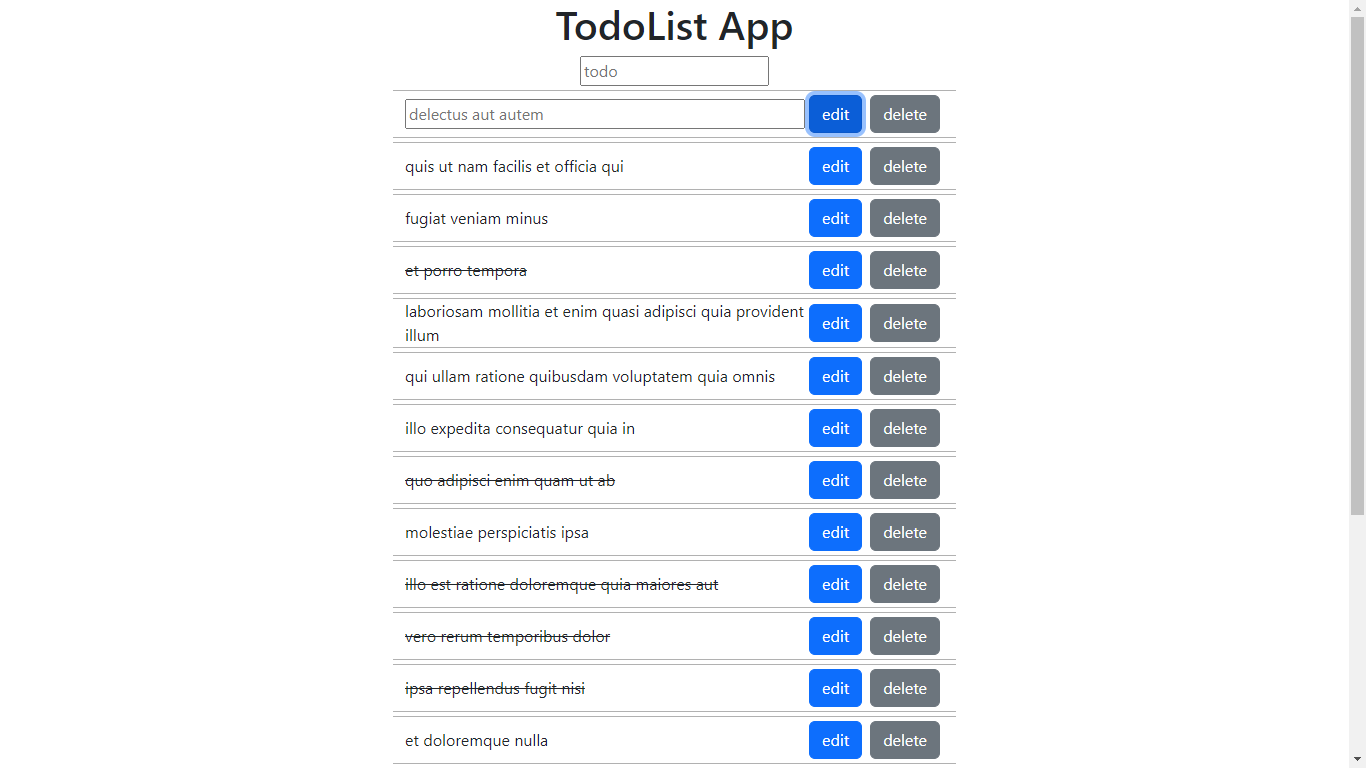 TodoList App
todo
delectus aut autem edit delete
quis ut nam facilis et officia qui edit delete
fugiat veniam minus edit delete
et porro tempora edit delete
laboriosam mollitia et enim quasi adipisci quia provident
illum edit delete
qui ullam ratione quibusdam voluptatem quia omnis edit delete
illo expedita consequatur quia in edit delete
quo adipisci enim quam ut ab edit delete
molestiae perspiciatis ipsa edit delete
illo est ratione doloremque quia maiores aut edit delete
vero rerum temporibus dolor edit delete
ipsa repellendus fugit nisi edit delete
et doloremque nulla edit delete